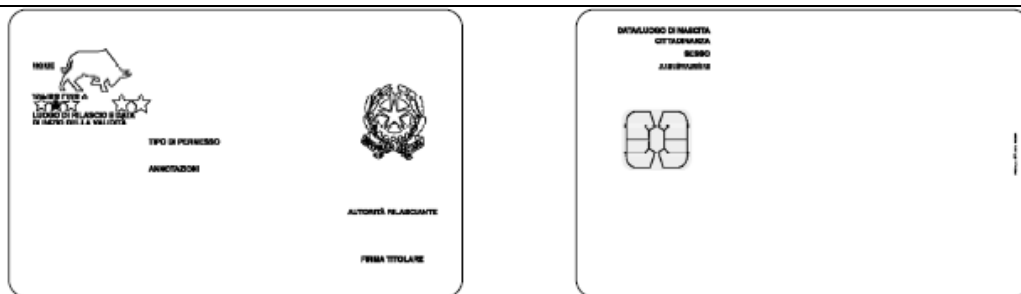 NOME
LUOGO DI RILASCIO E DATA
DI INIZIO DELLA VALIDITÀ
TIPO DI PERMESSO
ANNOTAZIONI
AUTORITÀ RILASCIANTE
FIRMA TITOLARE
DATA/LUOGO DI NASCITA
CITTADINANZA
SESSO